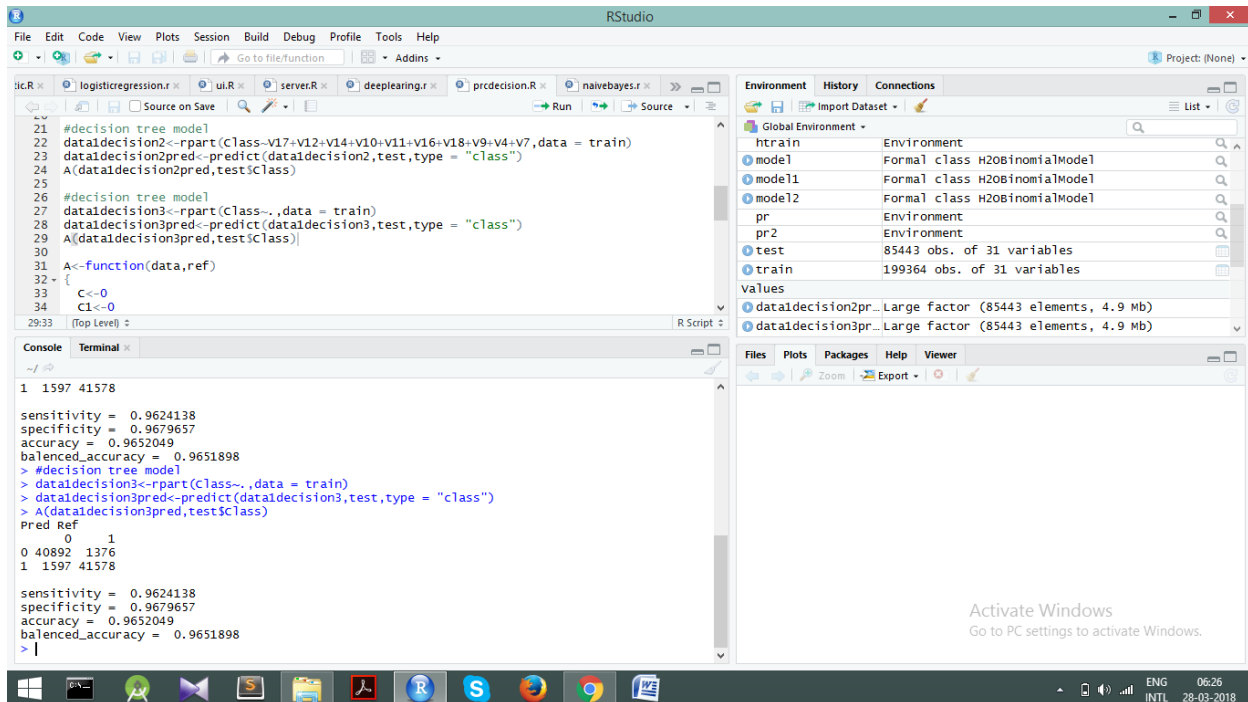 RStudio
File Edit Code View Plots Session Build Debug Profile Tools Help
Go to file/function
Addins
Project: (None)
tic.R
logisticregression.r
ui.R
server.R
deeplearing.r
prcdecision.R
naivebayes.r
Source on Save
Run
Source
21 #decision tree model
22 data1decision2<-rpart(Class~V17+V12+V14+V10+V11+V16+V18+V9+V4+V7,data = train)
23 data1decision2pred<-predict(data1decision2,test,type = "class")
24 A(data1decision2pred,test$Class)
25
26 #decision tree model
27 data1decision3<-rpart(Class~.,data = train)
28 data1decision3pred<-predict(data1decision3,test,type = "class")
29 A(data1decision3pred,test$Class)
30
31 A<-function(data,ref)
32 {
33 C<-0
34 C1<-0
29:33 (Top Level) R Script
Console Terminal
~/
1 1597 41578
sensitivity = 0.9624138
specificity = 0.9679657
accuracy = 0.9652049
balenced_accuracy = 0.9651898
> #decision tree model
> data1decision3<-rpart(Class~.,data = train)
> data1decision3pred<-predict(data1decision3,test,type = "class")
> A(data1decision3pred,test$Class)
Pred Ref
0 1
0 40892 1376
1 1597 41578
sensitivity = 0.9624138
specificity = 0.9679657
accuracy = 0.9652049
balenced_accuracy = 0.9651898
>
Environment History Connections
Import Dataset
List
Global Environment
htrain Environment
model Formal class H2OBinomialModel
model1 Formal class H2OBinomialModel
model2 Formal class H2OBinomialModel
pr Environment
pr2 Environment
test 85443 obs. of 31 variables
train 199364 obs. of 31 variables
Values
data1decision2pr… Large factor (85443 elements, 4.9 Mb)
data1decision3pr… Large factor (85443 elements, 4.9 Mb)
Files Plots Packages Help Viewer
Zoom Export
Activate Windows
Go to PC settings to activate Windows.
ENG
INTL
06:26
28-03-2018